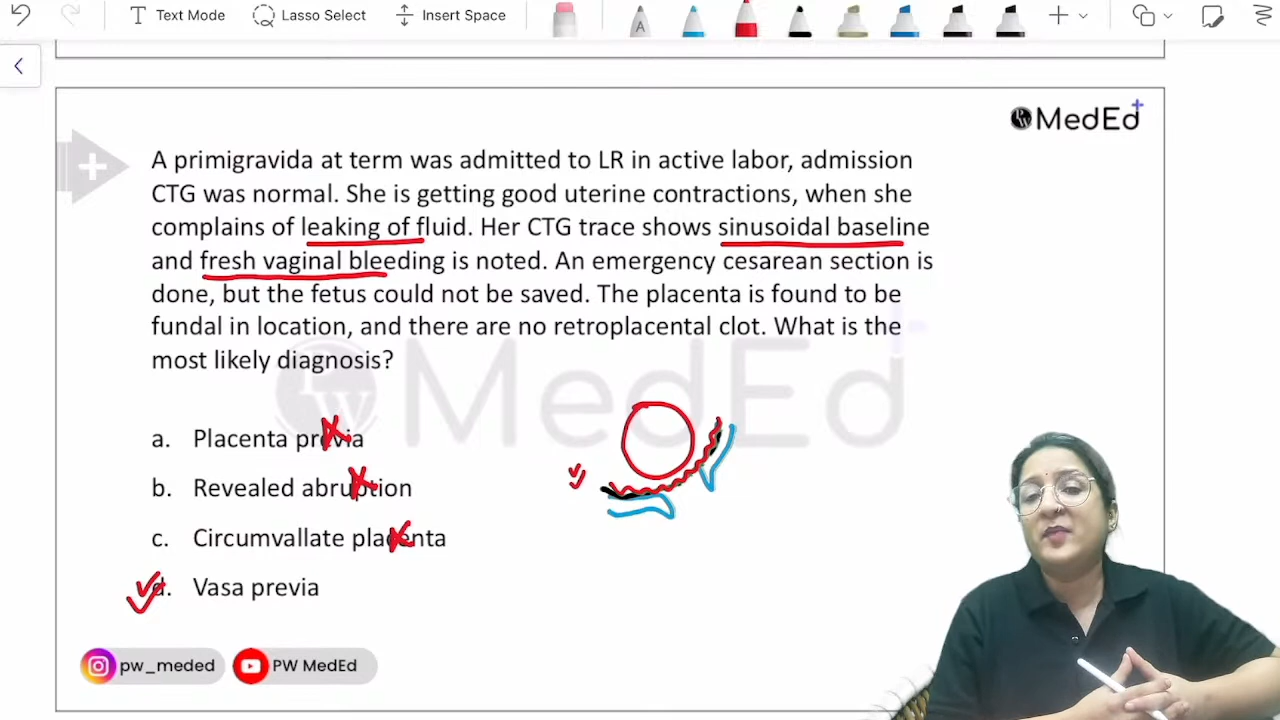 Text Mode Lasso Select Insert Space
A
MedEd
A primigravida at term was admitted to LR in active labor, admission
CTG was normal. She is getting good uterine contractions, when she
complains of leaking of fluid. Her CTG trace shows sinusoidal baseline
and fresh vaginal bleeding is noted. An emergency cesarean section is
done, but the fetus could not be saved. The placenta is found to be
fundal in location, and there are no retroplacental clot. What is the
most likely diagnosis?
MedEd
a. Placenta previa
b. Revealed abruption
c. Circumvallate placenta
d. Vasa previa
pw_meded PW MedEd